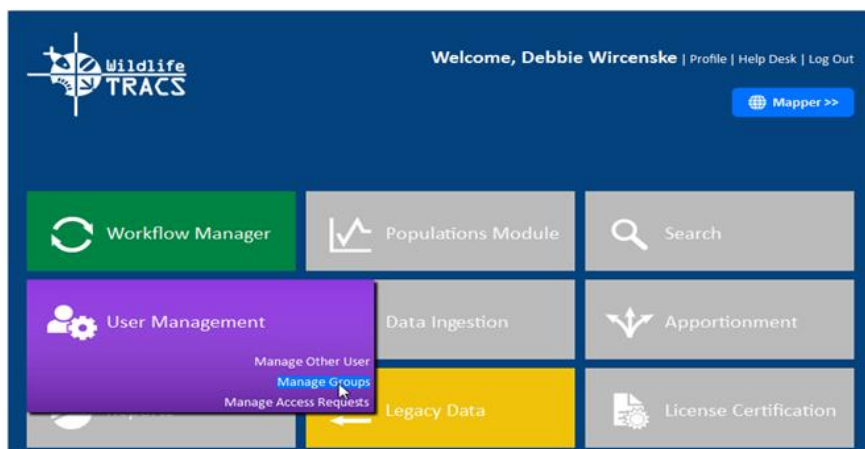 Wildlife
TRACS
Welcome, Debbie Wircenske | Profile | Help Desk | Log Out
Mapper >>
Workflow Manager
Populations Module
Search
User Management
Data Ingestion
Apportionment
Manage Other User
Manage Groups
Manage Access Requests
Legacy Data
License Certification